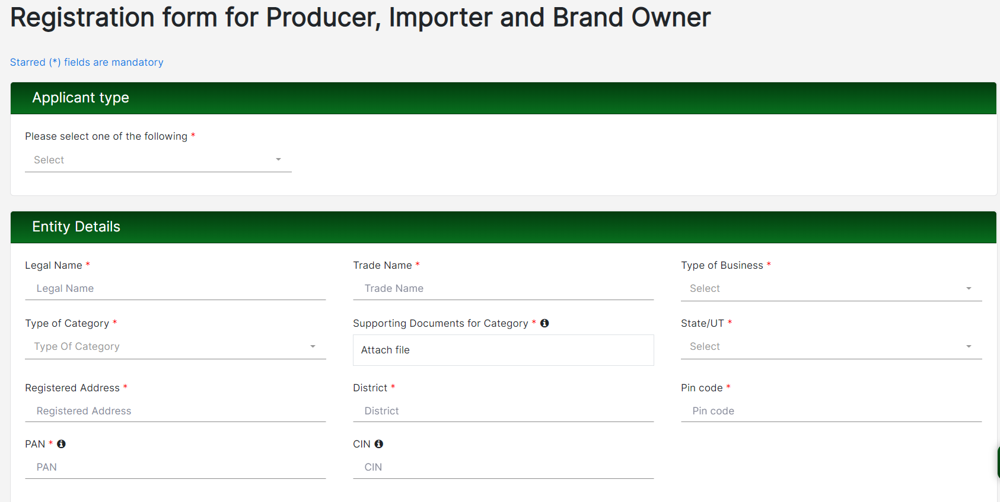 Registration form for Producer, Importer and Brand Owner
Starred (*) fields are mandatory
Applicant type
Please select one of the following *
Select
Entity Details
Legal Name *
Trade Name *
Type of Business *
Legal Name
Trade Name
Select
Type of Category *
Supporting Documents for Category *
State/UT *
Type Of Category
Attach file
Select
Registered Address *
District *
Pin code *
Registered Address
District
Pin code
PAN *
CIN
PAN
CIN